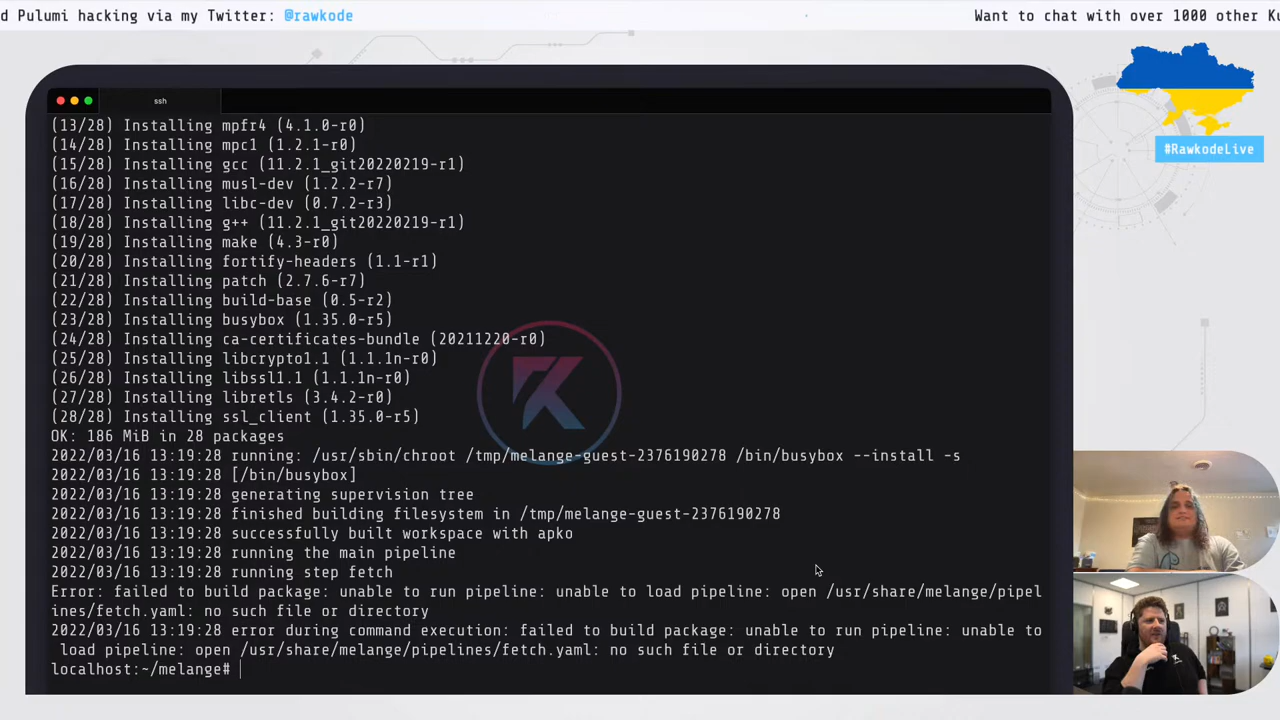 d Pulumi hacking via my Twitter: @rawkode
Want to chat with over 1000 other Ku
ssh
#RawkodeLive
(13/28) Installing mpfr4 (4.1.0-r0)
(14/28) Installing mpc1 (1.2.1-r0)
(15/28) Installing gcc (11.2.1_git20220219-r1)
(16/28) Installing musl-dev (1.2.2-r7)
(17/28) Installing libc-dev (0.7.2-r3)
(18/28) Installing g++ (11.2.1_git20220219-r1)
(19/28) Installing make (4.3-r0)
(20/28) Installing fortify-headers (1.1-r1)
(21/28) Installing patch (2.7.6-r7)
(22/28) Installing build-base (0.5-r2)
(23/28) Installing busybox (1.35.0-r5)
(24/28) Installing ca-certificates-bundle (20211220-r0)
(25/28) Installing libcrypto1.1 (1.1.1n-r0)
(26/28) Installing libssl1.1 (1.1.1n-r0)
(27/28) Installing libretls (3.4.2-r0)
(28/28) Installing ssl_client (1.35.0-r5)
OK: 186 MiB in 28 packages
2022/03/16 13:19:28 running: /usr/sbin/chroot /tmp/melange-guest-2376190278 /bin/busybox --install -s
2022/03/16 13:19:28 [/bin/busybox]
2022/03/16 13:19:28 generating supervision tree
2022/03/16 13:19:28 finished building filesystem in /tmp/melange-guest-2376190278
2022/03/16 13:19:28 successfully built workspace with apko
2022/03/16 13:19:28 running the main pipeline
2022/03/16 13:19:28 running step fetch
Error: failed to build package: unable to run pipeline: unable to load pipeline: open /usr/share/melange/pipel
ines/fetch.yaml: no such file or directory
2022/03/16 13:19:28 error during command execution: failed to build package: unable to run pipeline: unable to
load pipeline: open /usr/share/melange/pipelines/fetch.yaml: no such file or directory
localhost:~/melange#